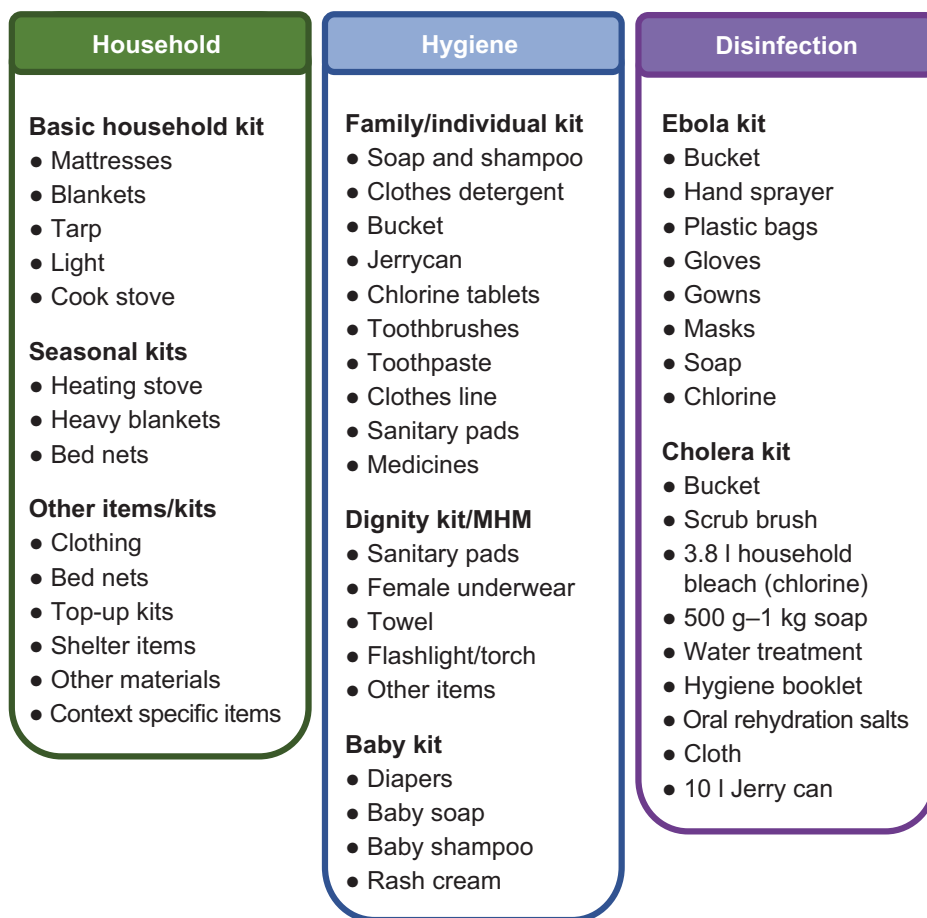 Household
Basic household kit
● Mattresses
● Blankets
● Tarp
● Light
● Cook stove
Seasonal kits
● Heating stove
● Heavy blankets
● Bed nets
Other items/kits
● Clothing
● Bed nets
● Top-up kits
● Shelter items
● Other materials
● Context specific items
Hygiene
Family/individual kit
● Soap and shampoo
● Clothes detergent
● Bucket
● Jerrycan
● Chlorine tablets
● Toothbrushes
● Toothpaste
● Clothes line
● Sanitary pads
● Medicines
Dignity kit/MHM
● Sanitary pads
● Female underwear
● Towel
● Flashlight/torch
● Other items
Baby kit
● Diapers
● Baby soap
● Baby shampoo
● Rash cream
Disinfection
Ebola kit
● Bucket
● Hand sprayer
● Plastic bags
● Gloves
● Gowns
● Masks
● Soap
● Chlorine
Cholera kit
● Bucket
● Scrub brush
● 3.8 l household
bleach (chlorine)
● 500 g–1 kg soap
● Water treatment
● Hygiene booklet
● Oral rehydration salts
● Cloth
● 10 l Jerry can